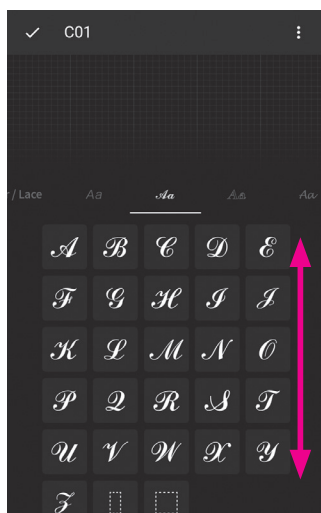 C01
/ Lace Aa Aa Aa Aa
A B C D E
F G H I J
K L M N O
P Q R S T
U V W X Y
Z